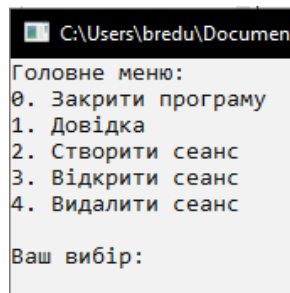 C:\Users\bredu\Documen
Головне меню:
0. Закрити програму
1. Довідка
2. Створити сеанс
3. Відкрити сеанс
4. Видалити сеанс
Ваш вибір: